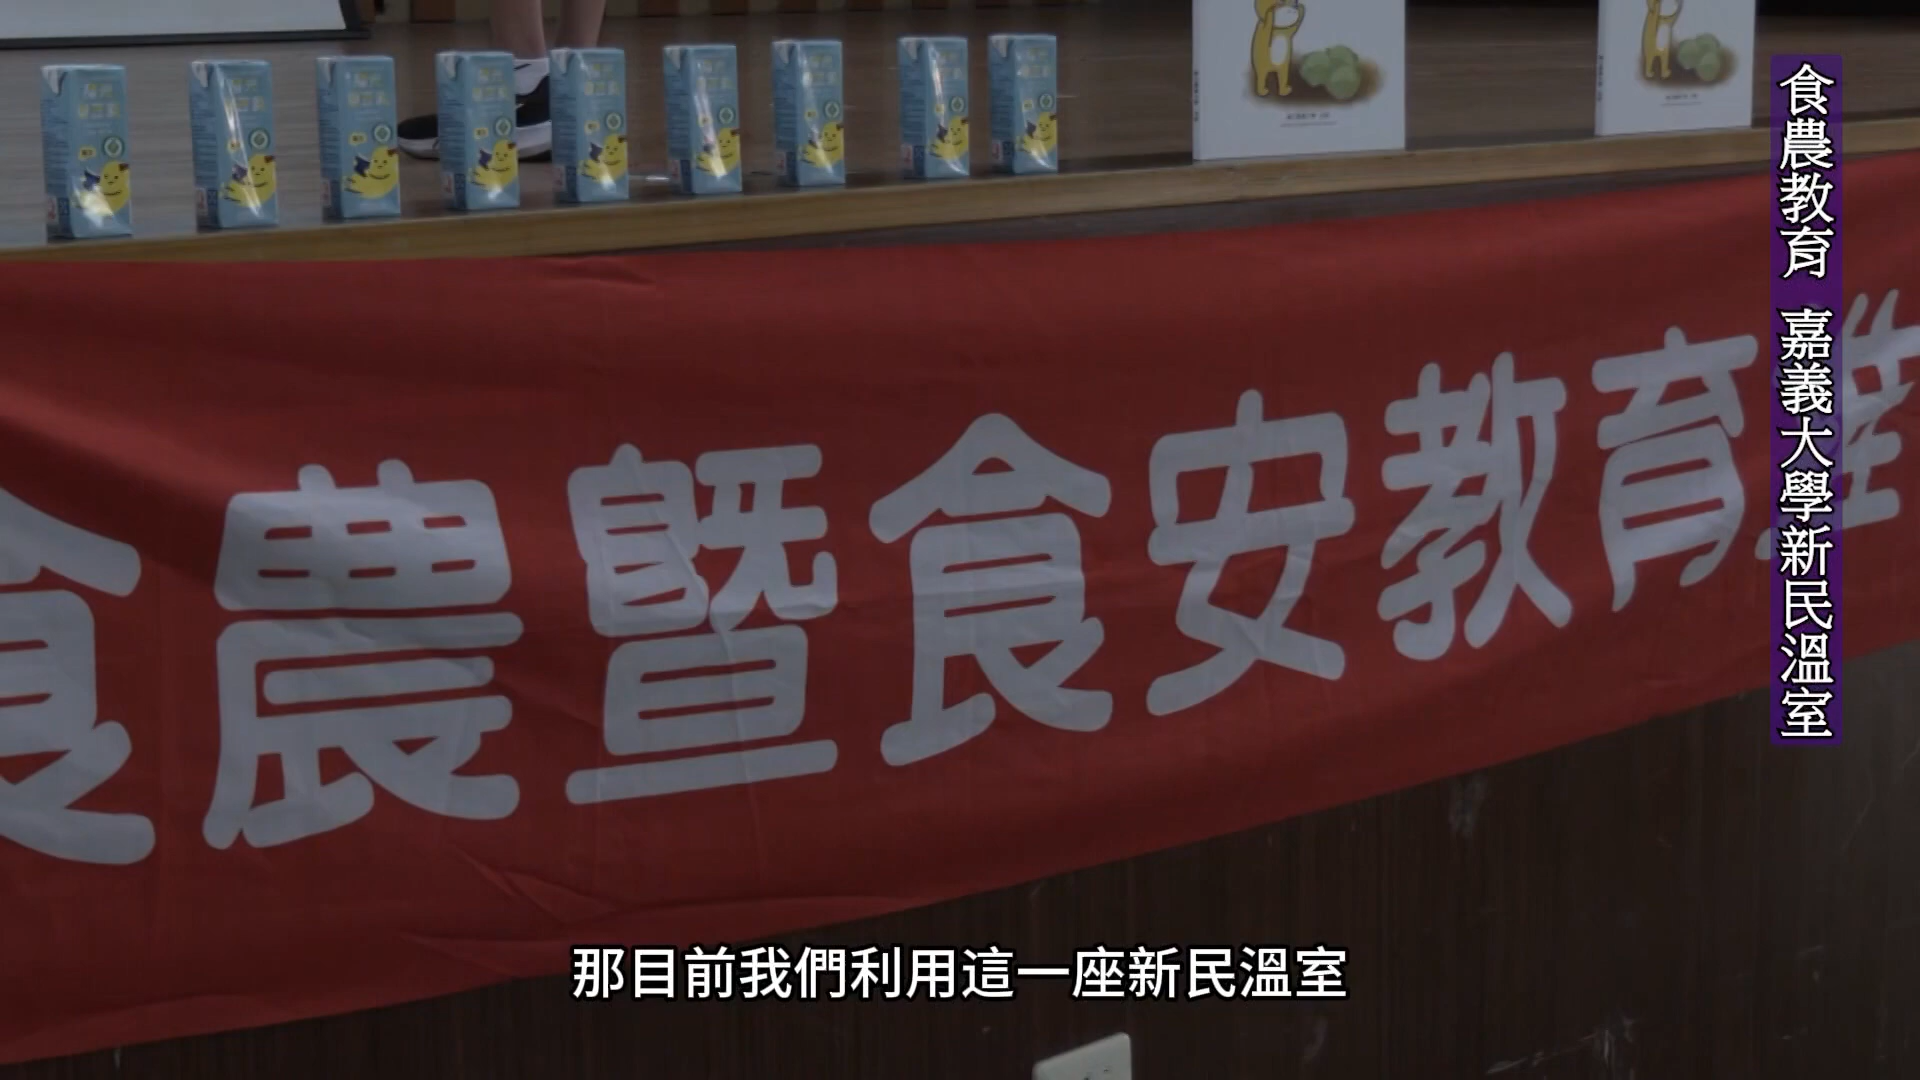 食農教育 嘉義大學新民溫室
食農暨食安教育推
那目前我們利用這一座新民溫室